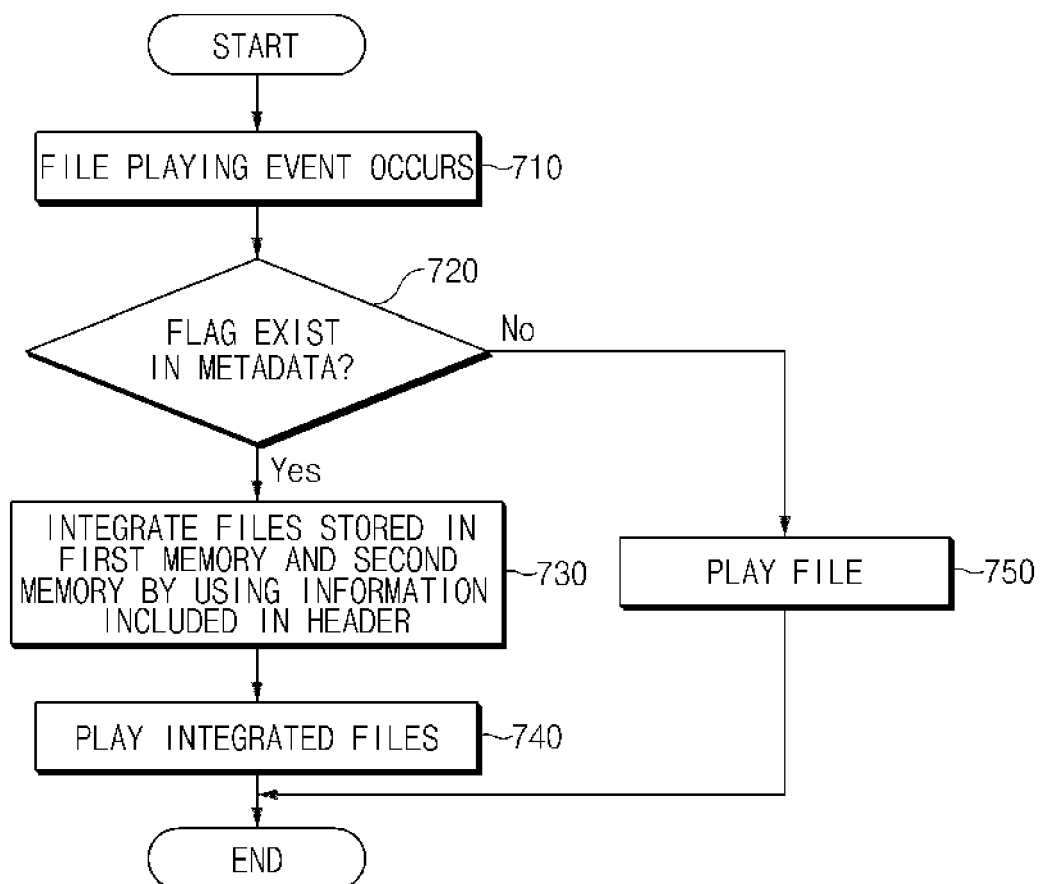 START
FILE PLAYING EVENT OCCURS
710
720
FLAG EXIST
IN METADATA?
No
Yes
INTEGRATE FILES STORED IN
FIRST MEMORY AND SECOND
MEMORY BY USING INFORMATION
INCLUDED IN HEADER
730
PLAY FILE
750
PLAY INTEGRATED FILES
740
END